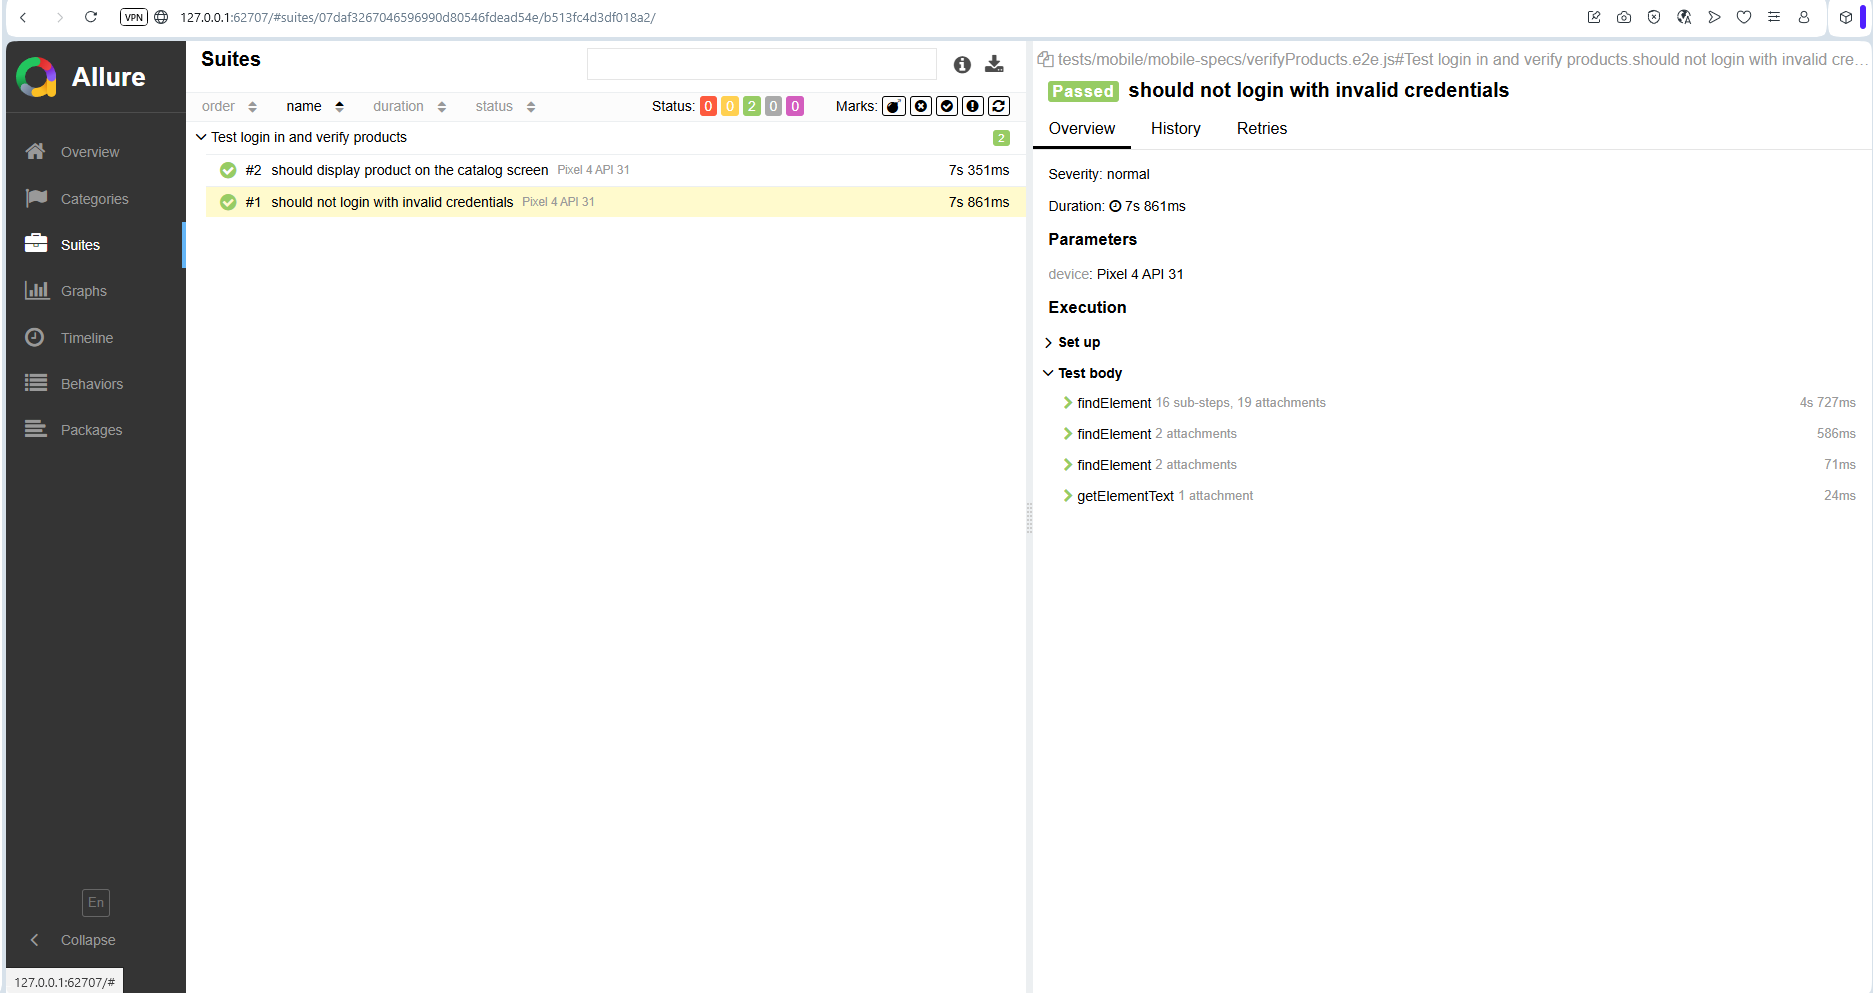 VPN 127.0.0.1:62707/#suites/07daf3267046596990d80546fdead54e/b513fc4d3df018a2/
Allure
Overview
Categories
Suites
Graphs
Timeline
Behaviors
Packages
En
Collapse
127.0.0.1:62707/#
Suites
order name duration status Status: 0 0 2 0 0 Marks:
Test login in and verify products 2
#2 should display product on the catalog screen Pixel 4 API 31 7s 351ms
#1 should not login with invalid credentials Pixel 4 API 31 7s 861ms
tests/mobile/mobile-specs/verifyProducts.e2e.js#Test login in and verify products.should not login with invalid cre...
Passed should not login with invalid credentials
Overview History Retries
Severity: normal
Duration: 7s 861ms
Parameters
device: Pixel 4 API 31
Execution
Set up
Test body
findElement 16 sub-steps, 19 attachments 4s 727ms
findElement 2 attachments 586ms
findElement 2 attachments 71ms
getElementText 1 attachment 24ms